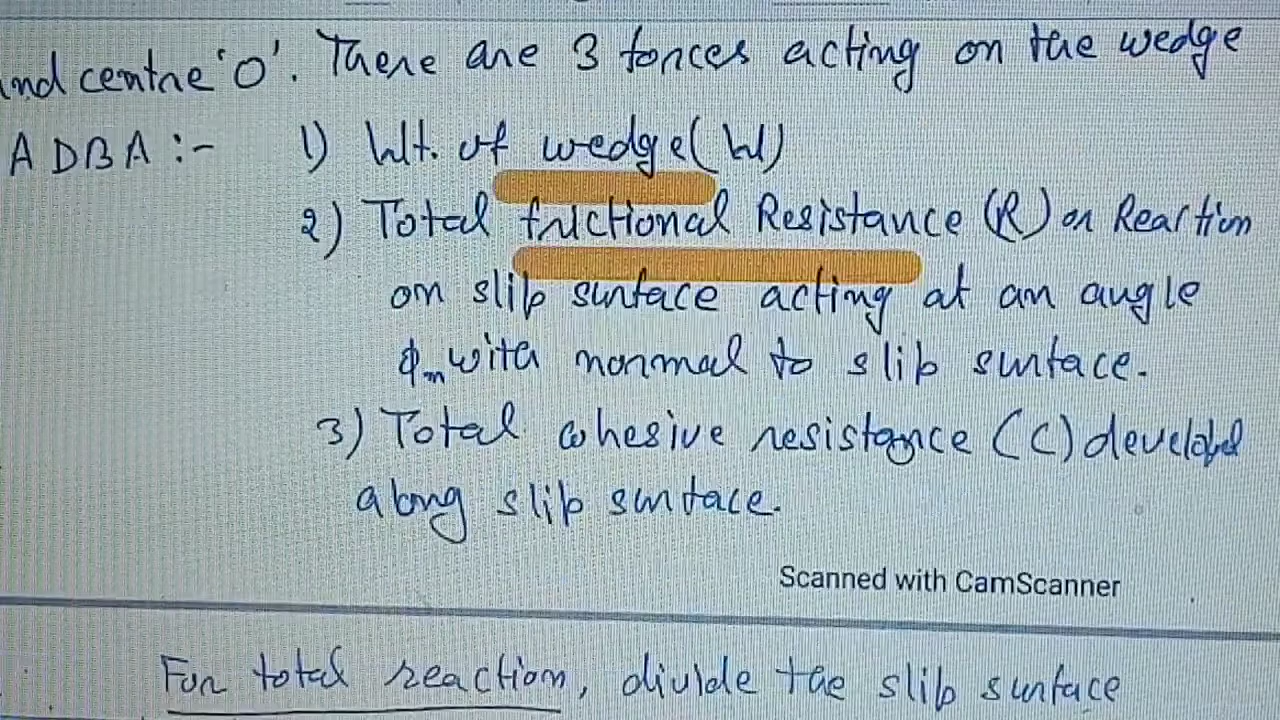 and centre 'O'. There are 3 forces acting on the wedge
ADBA :- 1) Wt. of wedge (W)
2) Total frictional Resistance (R) or Reaction
on slip surface acting at an angle
ϕm with normal to slip surface.
3) Total cohesive resistance (C) developed
along slip surface.
Scanned with CamScanner
For total reaction, divide the slip surface